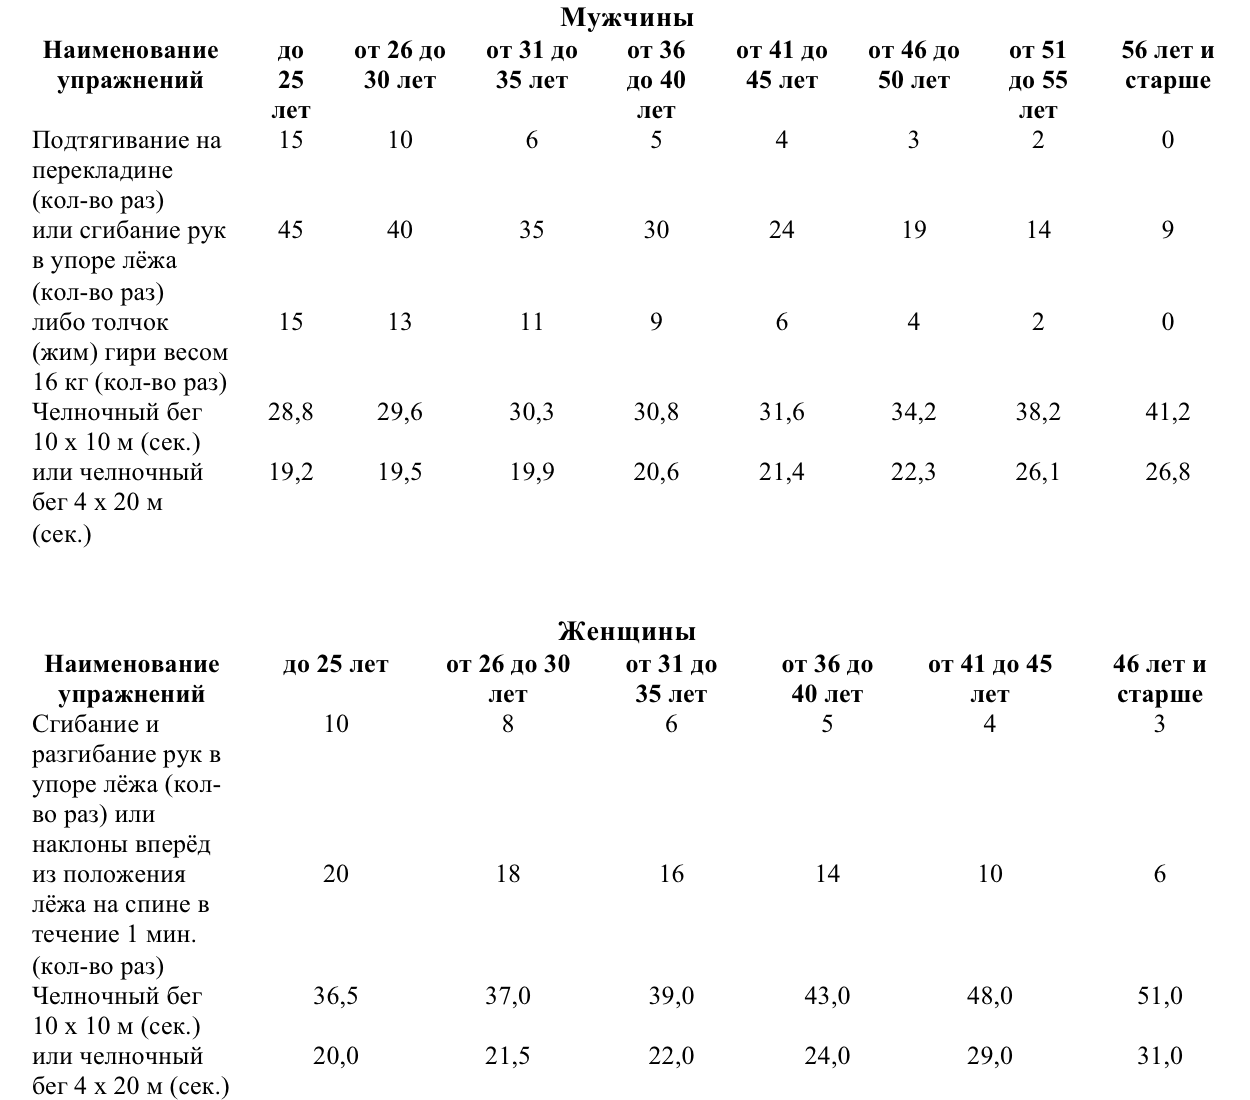 Мужчины
Наименование до от 26 до от 31 до от 36 от 41 до от 46 до от 51 56 лет и
упражнений 25 30 лет 35 лет до 40 45 лет 50 лет до 55 старше
лет лет лет
Подтягивание на 15 10 6 5 4 3 2 0
перекладине
(кол-во раз)
или сгибание рук 45 40 35 30 24 19 14 9
в упоре лёжа
(кол-во раз)
либо толчок 15 13 11 9 6 4 2 0
(жим) гири весом
16 кг (кол-во раз)
Челночный бег 28,8 29,6 30,3 30,8 31,6 34,2 38,2 41,2
10 х 10 м (сек.)
или челночный 19,2 19,5 19,9 20,6 21,4 22,3 26,1 26,8
бег 4 х 20 м
(сек.)
Женщины
Наименование до 25 лет от 26 до 30 от 31 до от 36 до от 41 до 45 46 лет и
упражнений лет 35 лет 40 лет лет старше
Сгибание и 10 8 6 5 4 3
разгибание рук в
упоре лёжа (кол-
во раз) или
наклоны вперёд
из положения 20 18 16 14 10 6
лёжа на спине в
течение 1 мин.
(кол-во раз)
Челночный бег 36,5 37,0 39,0 43,0 48,0 51,0
10 х 10 м (сек.)
или челночный 20,0 21,5 22,0 24,0 29,0 31,0
бег 4 х 20 м (сек.)